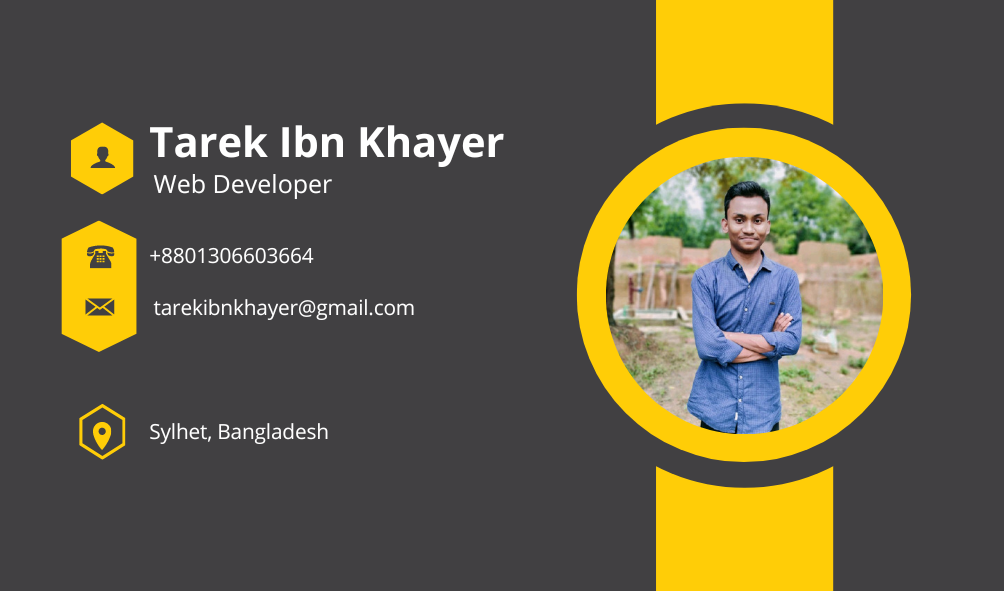 Tarek Ibn Khayer
Web Developer
+8801306603664
tarekibnkhayer@gmail.com
Sylhet, Bangladesh